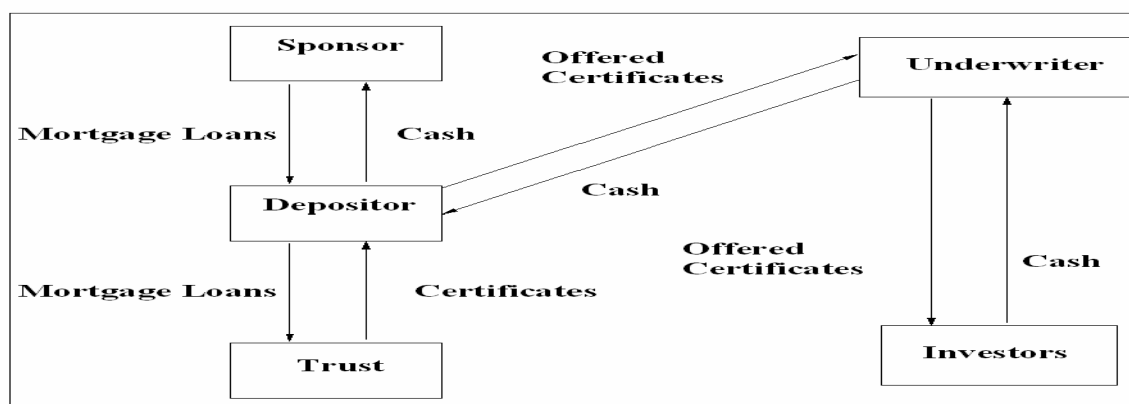 Sponsor
Offered
Certificates
Underwriter
Mortgage Loans
Cash
Depositor
Cash
Offered
Certificates
Cash
Mortgage Loans
Certificates
Trust
Investors